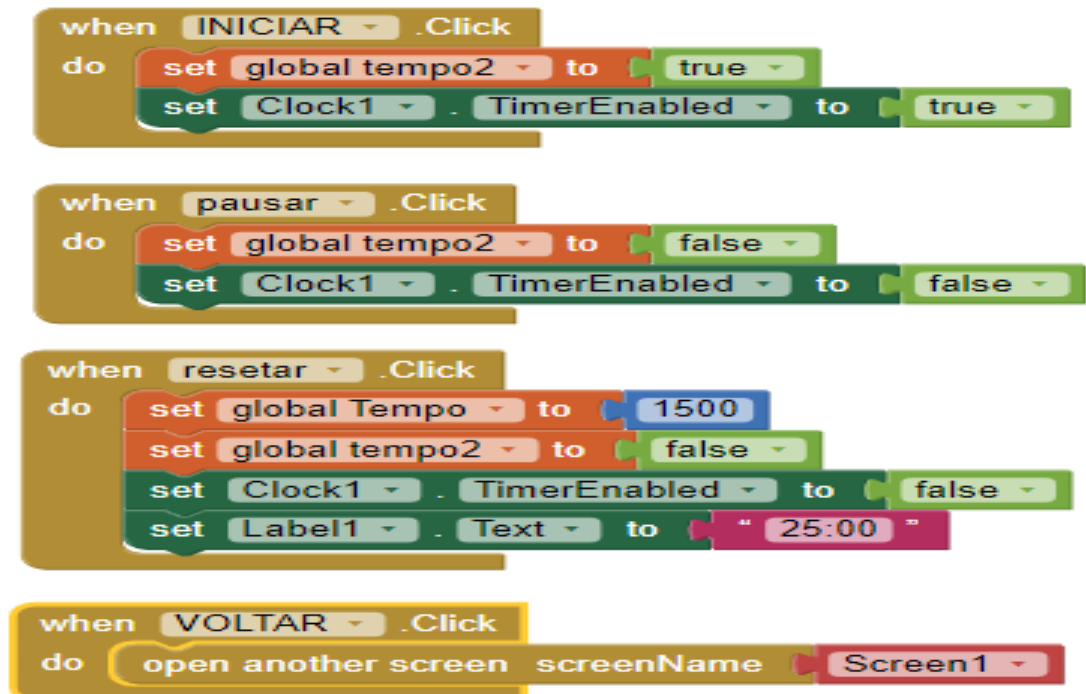 when INICIAR .Click
do set global tempo2 to true
set Clock1 . TimerEnabled to true
when pausar .Click
do set global tempo2 to false
set Clock1 . TimerEnabled to false
when resetar .Click
do set global Tempo to 1500
set global tempo2 to false
set Clock1 . TimerEnabled to false
set Label1 . Text to “ 25:00 ”
when VOLTAR .Click
do open another screen screenName Screen1